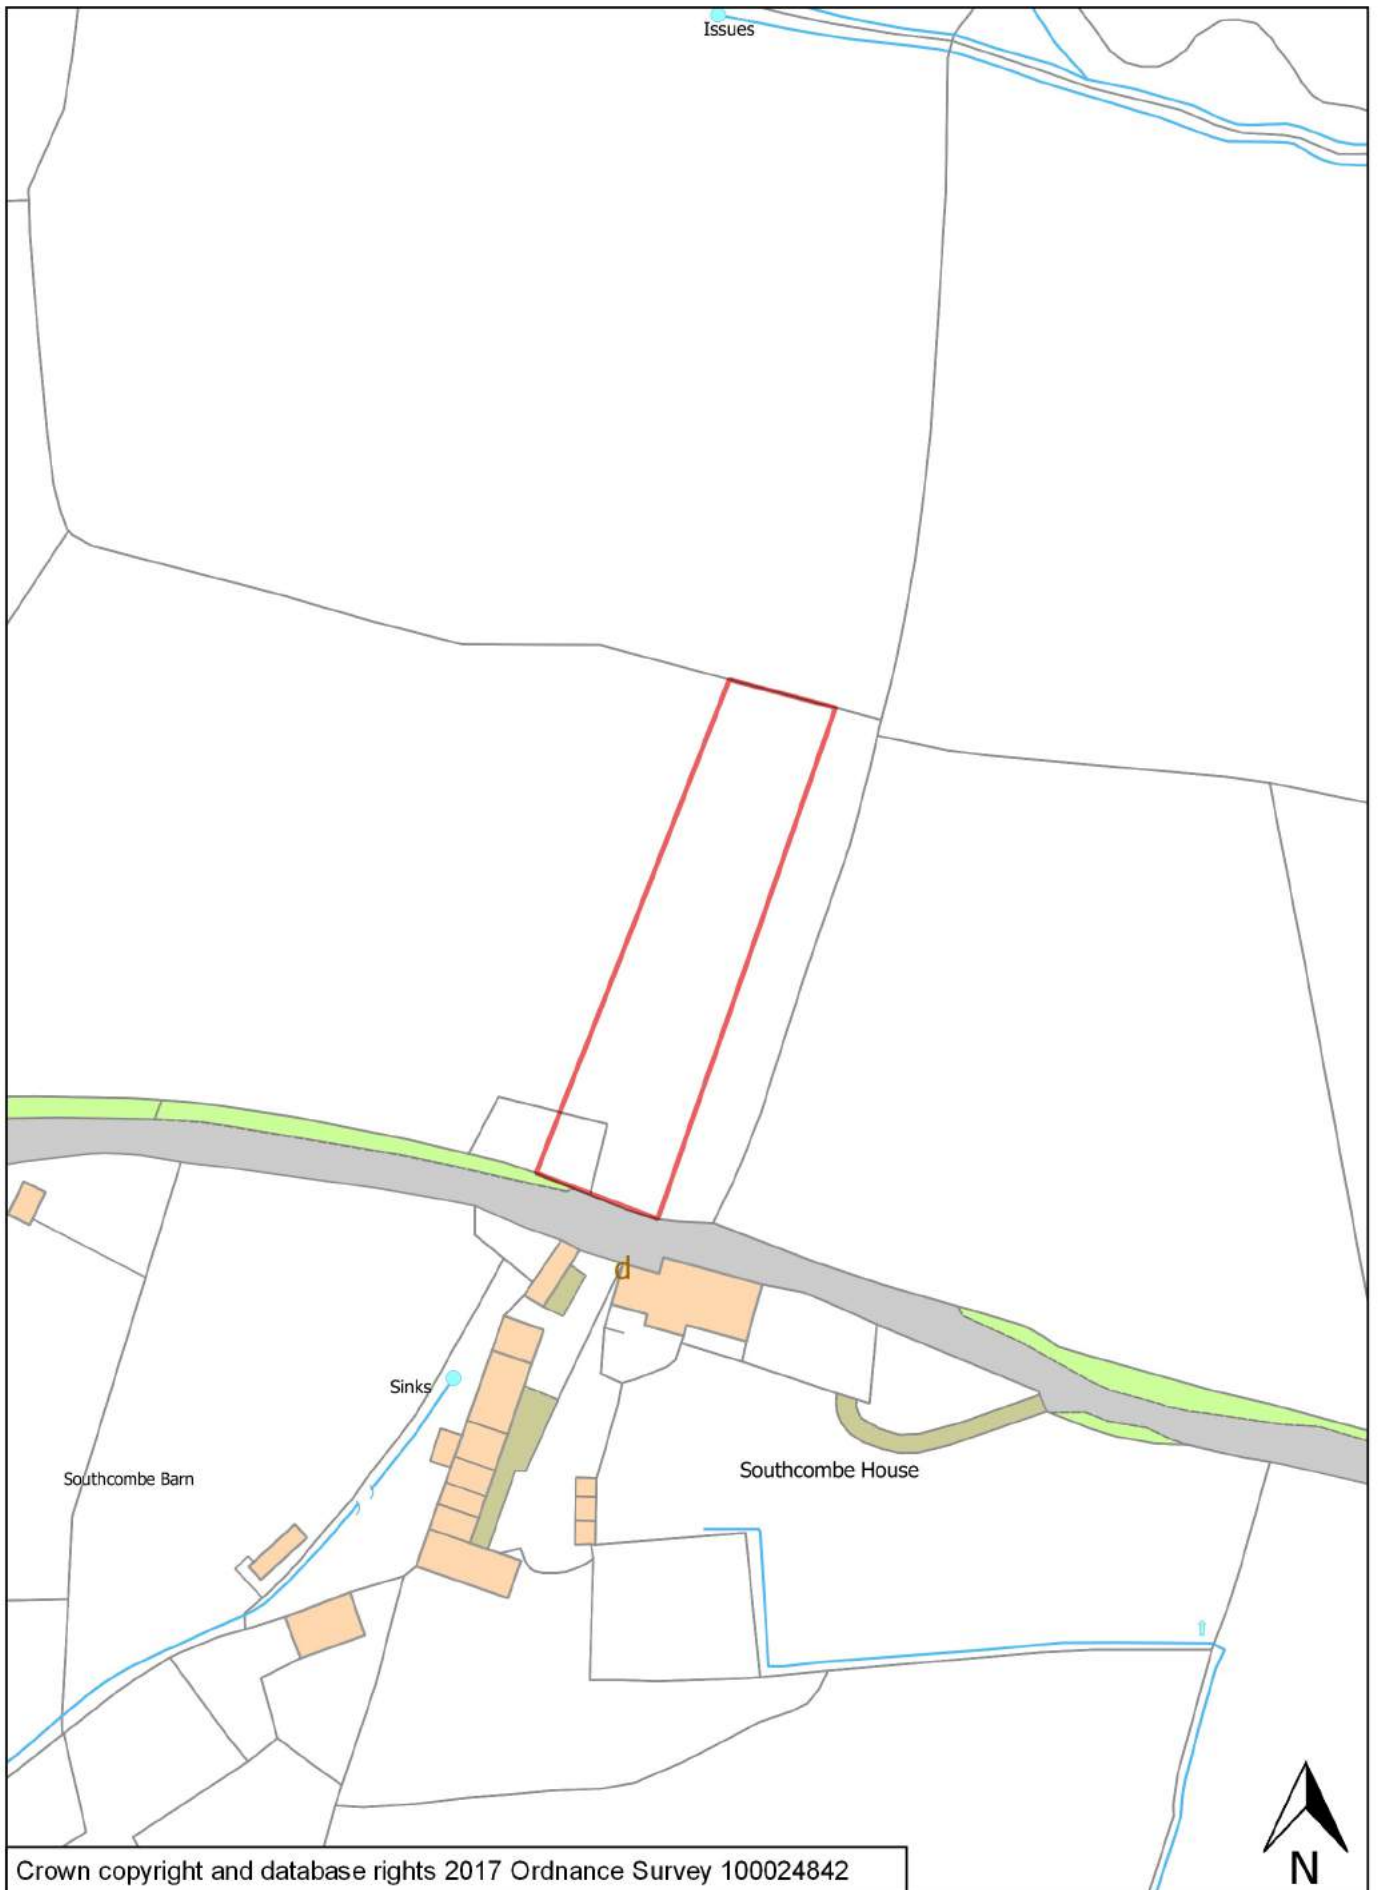 Issues
d
Sinks
Southcombe Barn
Southcombe House
N
Crown copyright and database rights 2017 Ordnance Survey 100024842